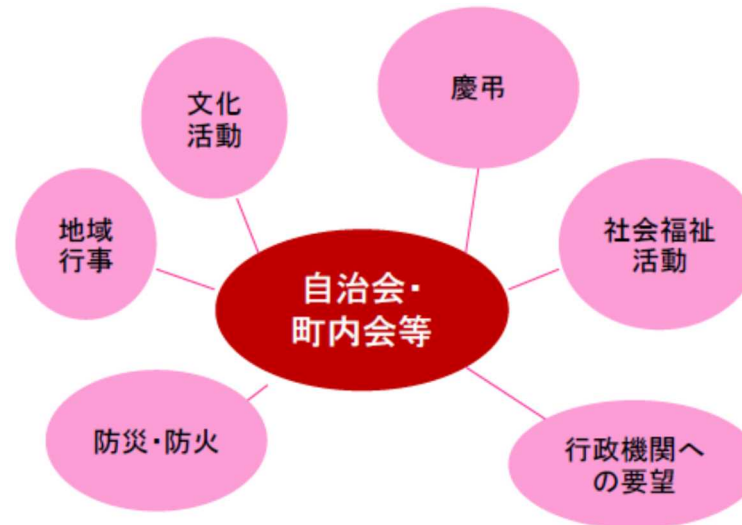 文化
活動
慶弔
地域
行事
社会福祉
活動
自治会・
町内会等
防災・防火
行政機関へ
の要望